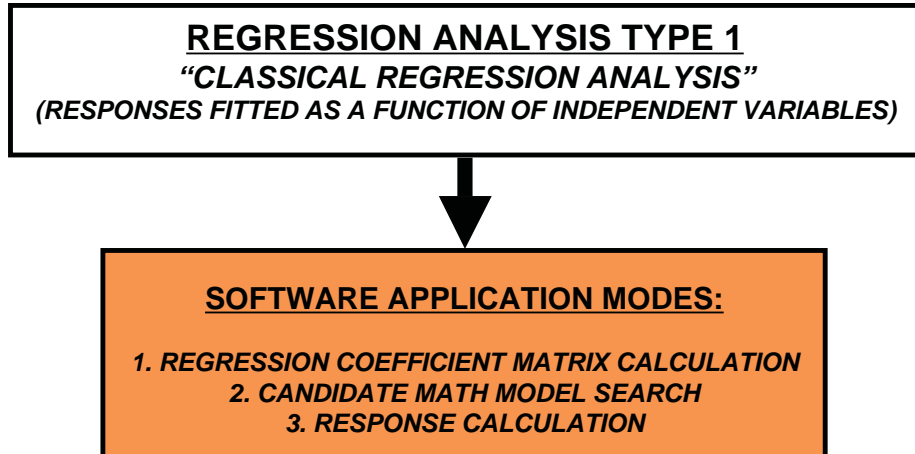 REGRESSION ANALYSIS TYPE 1
“CLASSICAL REGRESSION ANALYSIS”
(RESPONSES FITTED AS A FUNCTION OF INDEPENDENT VARIABLES)
SOFTWARE APPLICATION MODES:
1. REGRESSION COEFFICIENT MATRIX CALCULATION
2. CANDIDATE MATH MODEL SEARCH
3. RESPONSE CALCULATION